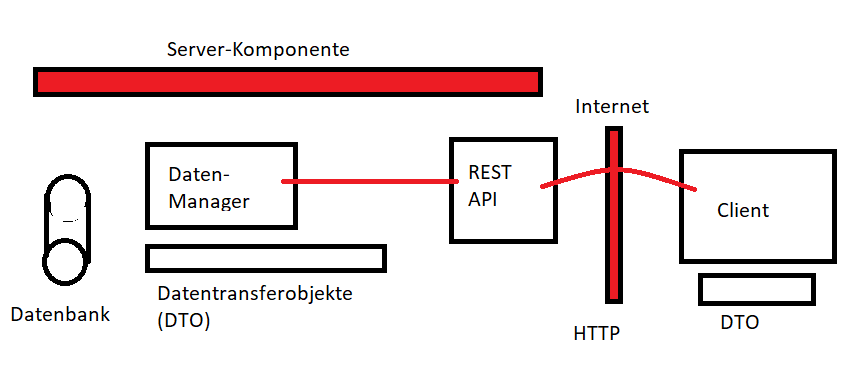 Server-Komponente
Internet
Daten-
Manager
REST
API
Client
Datenbank
Datentransferobjekte
(DTO)
HTTP
DTO